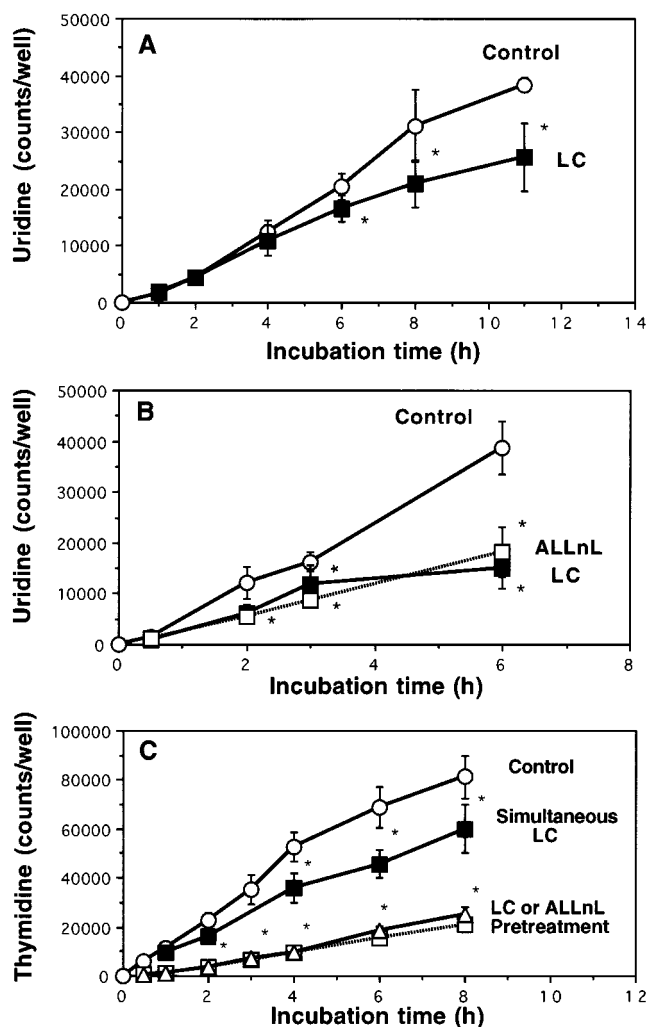 A
Uridine (counts/well)
50000
40000
30000
20000
10000
0
Control
*
*
*
LC
0 2 4 6 8 10 12 14
Incubation time (h)
B
Uridine (counts/well)
50000
40000
30000
20000
10000
0
Control
*
*
*
*
*
ALLnL
LC
0 2 4 6 8
Incubation time (h)
C
Thymidine (counts/well)
100000
80000
60000
40000
20000
0
Control
*
*
*
Simultaneous
LC
*
*
*
*
*
LC or ALLnL
Pretreatment
0 2 4 6 8 10 12
Incubation time (h)